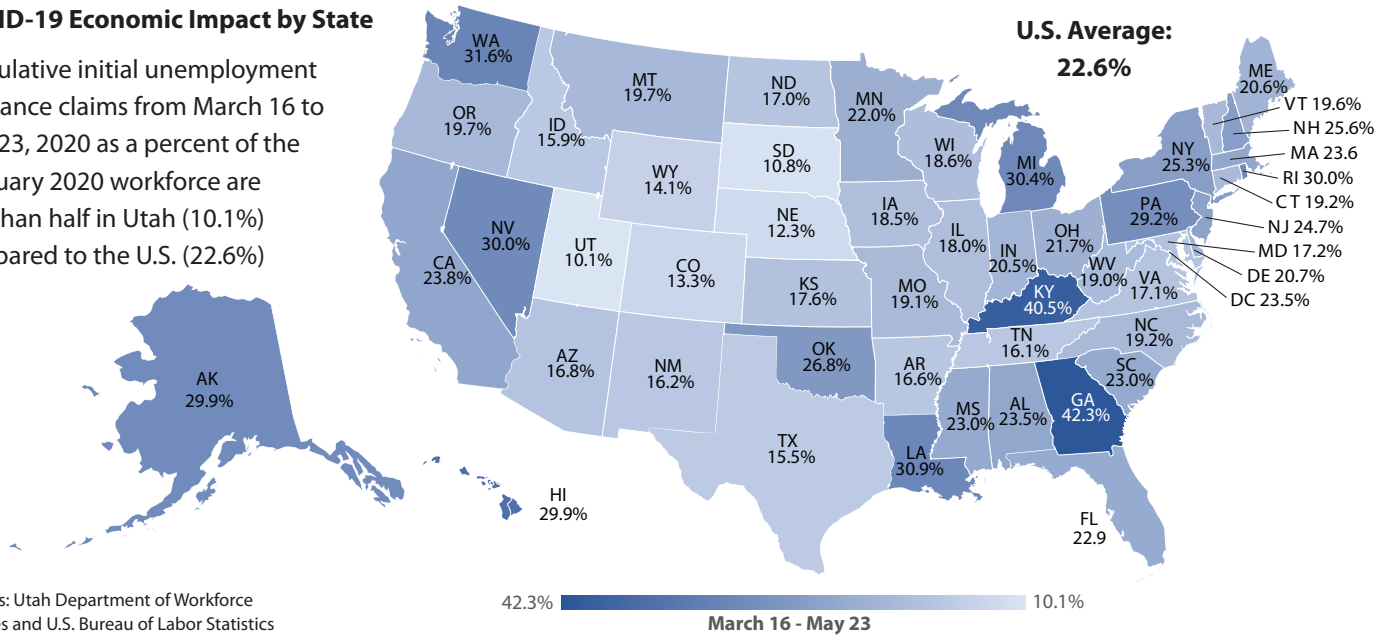 ID-19 Economic Impact by State
ulative initial unemployment
ance claims from March 16 to
23, 2020 as a percent of the
uary 2020 workforce are
han half in Utah (10.1%)
pared to the U.S. (22.6%)
U.S. Average:
22.6%
WA
31.6%
OR
19.7%
ID
15.9%
MT
19.7%
ND
17.0%
MN
22.0%
WI
18.6%
MI
30.4%
NY
25.3%
ME
20.6%
VT 19.6%
NH 25.6%
MA 23.6
RI 30.0%
CT 19.2%
NJ 24.7%
MD 17.2%
DE 20.7%
DC 23.5%
PA
29.2%
WY
14.1%
SD
10.8%
NE
12.3%
IA
18.5%
IL
18.0%
IN
20.5%
OH
21.7%
WV
19.0%
VA
17.1%
CA
23.8%
NV
30.0%
UT
10.1%
CO
13.3%
KS
17.6%
MO
19.1%
KY
40.5%
NC
19.2%
TN
16.1%
SC
23.0%
AZ
16.8%
NM
16.2%
OK
26.8%
AR
16.6%
MS
23.0%
AL
23.5%
GA
42.3%
TX
15.5%
LA
30.9%
FL
22.9
AK
29.9%
HI
29.9%
s: Utah Department of Workforce
es and U.S. Bureau of Labor Statistics
42.3%
10.1%
March 16 - May 23